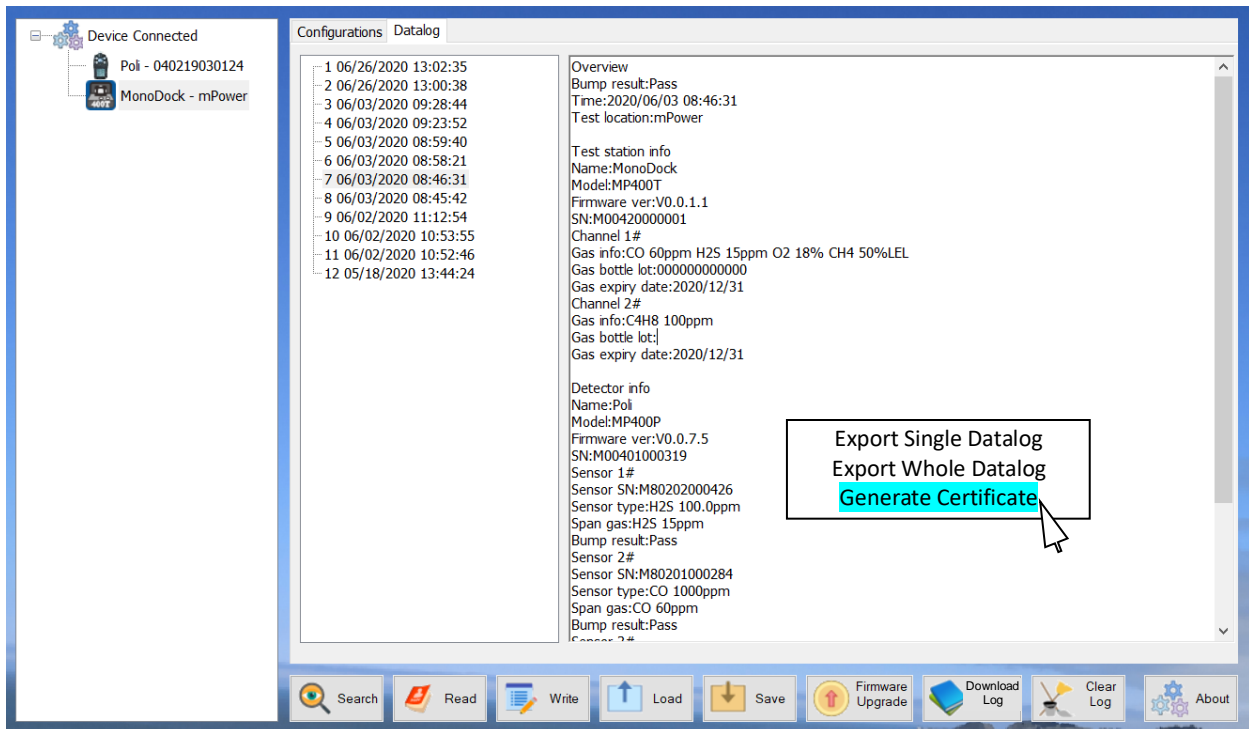 Device Connected
Poli - 040219030124
MonoDock - mPower
400T
Configurations Datalog
1 06/26/2020 13:02:35
2 06/26/2020 13:00:38
3 06/03/2020 09:28:44
4 06/03/2020 09:23:52
5 06/03/2020 08:59:40
6 06/03/2020 08:58:21
7 06/03/2020 08:46:31
8 06/03/2020 08:45:42
9 06/02/2020 11:12:54
10 06/02/2020 10:53:55
11 06/02/2020 10:52:46
12 05/18/2020 13:44:24
Overview
Bump result:Pass
Time:2020/06/03 08:46:31
Test location:mPower
Test station info
Name:MonoDock
Model:MP400T
Firmware ver:V0.0.1.1
SN:M00420000001
Channel 1#
Gas info:CO 60ppm H2S 15ppm O2 18% CH4 50%LEL
Gas bottle lot:000000000000
Gas expiry date:2020/12/31
Channel 2#
Gas info:C4H8 100ppm
Gas bottle lot:
Gas expiry date:2020/12/31
Detector info
Name:Poli
Model:MP400P
Firmware ver:V0.0.7.5
SN:M00401000319
Sensor 1#
Sensor SN:M80202000426
Sensor type:H2S 100.0ppm
Span gas:H2S 15ppm
Bump result:Pass
Sensor 2#
Sensor SN:M80201000284
Sensor type:CO 1000ppm
Span gas:CO 60ppm
Bump result:Pass
Sensor 3#
Export Single Datalog
Export Whole Datalog
Generate Certificate
Search
Read
Write
Load
Save
Firmware
Upgrade
Download
Log
Clear
Log
About